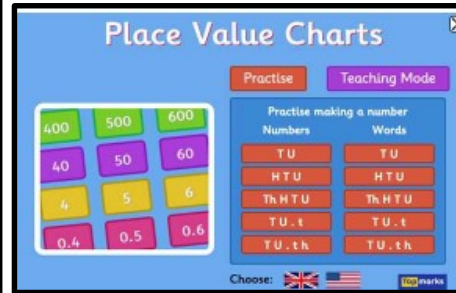 Place Value Charts
Practise
Teaching Mode
400 500 600
40 50 60
4 5 6
0.4 0.5 0.6
Practise making a number
Numbers Words
T U T U
H T U H T U
Th H T U Th H T U
T U . t T U . t
T U . th T U . th
Choose:
Topmarks